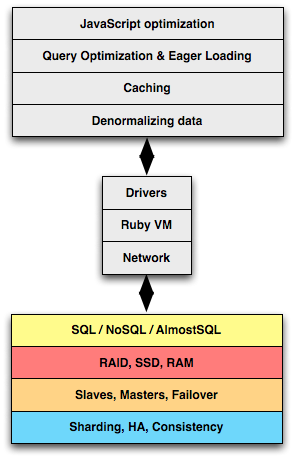 JavaScript optimization
Query Optimization & Eager Loading
Caching
Denormalizing data
Drivers
Ruby VM
Network
SQL / NoSQL / AlmostSQL
RAID, SSD, RAM
Slaves, Masters, Failover
Sharding, HA, Consistency